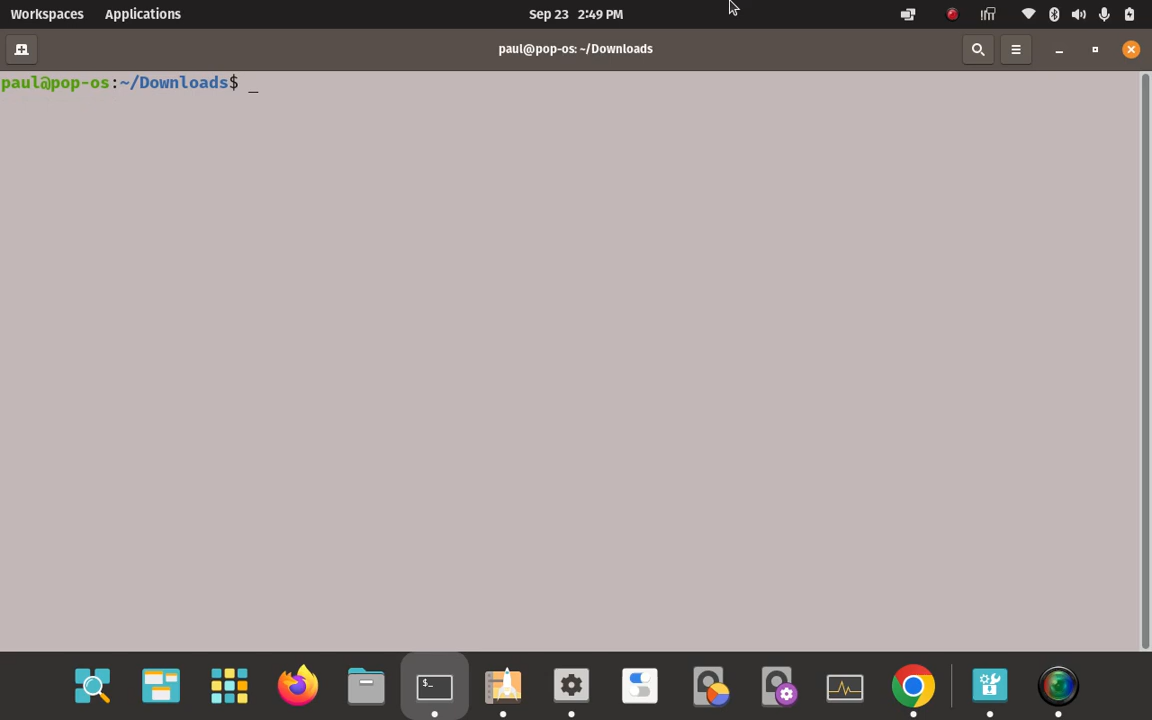 Workspaces Applications Sep 23 2:49 PM
paul@pop-os: ~/Downloads
paul@pop-os:~/Downloads$ _
$_